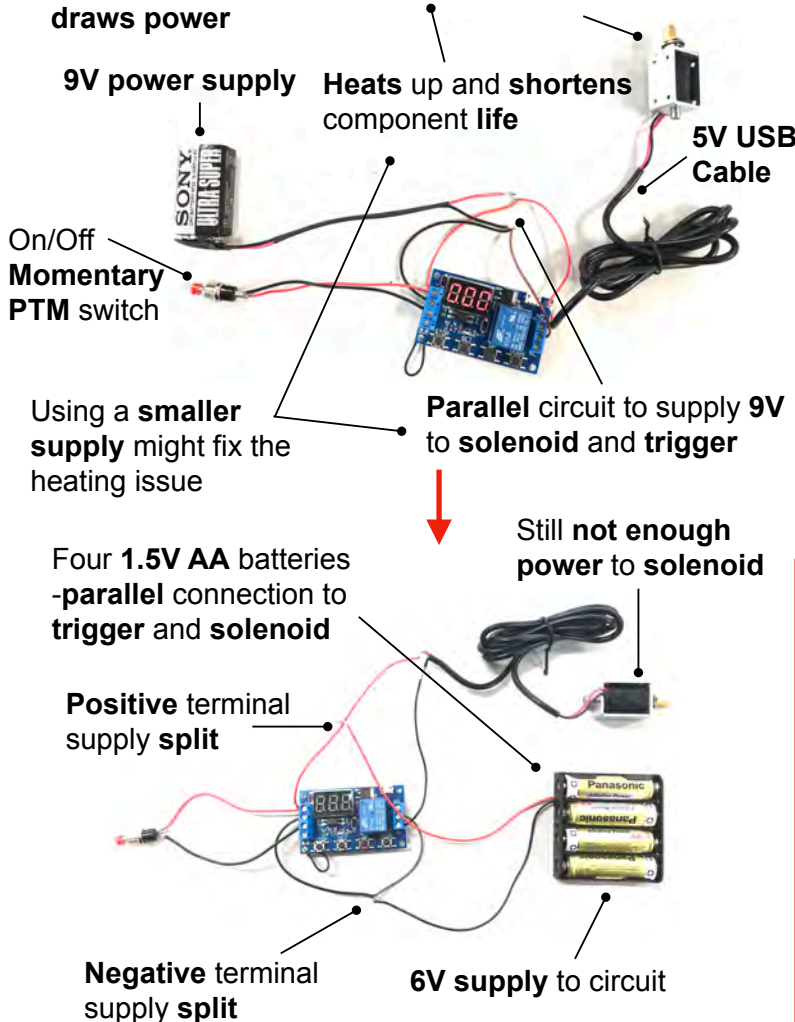 draws power
9V power supply
Heats up and shortens
component life
5V USB
Cable
SONY
ULTRA SUPER
On/Off
Momentary
PTM switch
Using a smaller
supply might fix the
heating issue
Parallel circuit to supply 9V
to solenoid and trigger
Four 1.5V AA batteries
-parallel connection to
trigger and solenoid
Still not enough
power to solenoid
Positive terminal
supply split
Panasonic
Panasonic
Panasonic
Panasonic
Negative terminal
supply split
6V supply to circuit